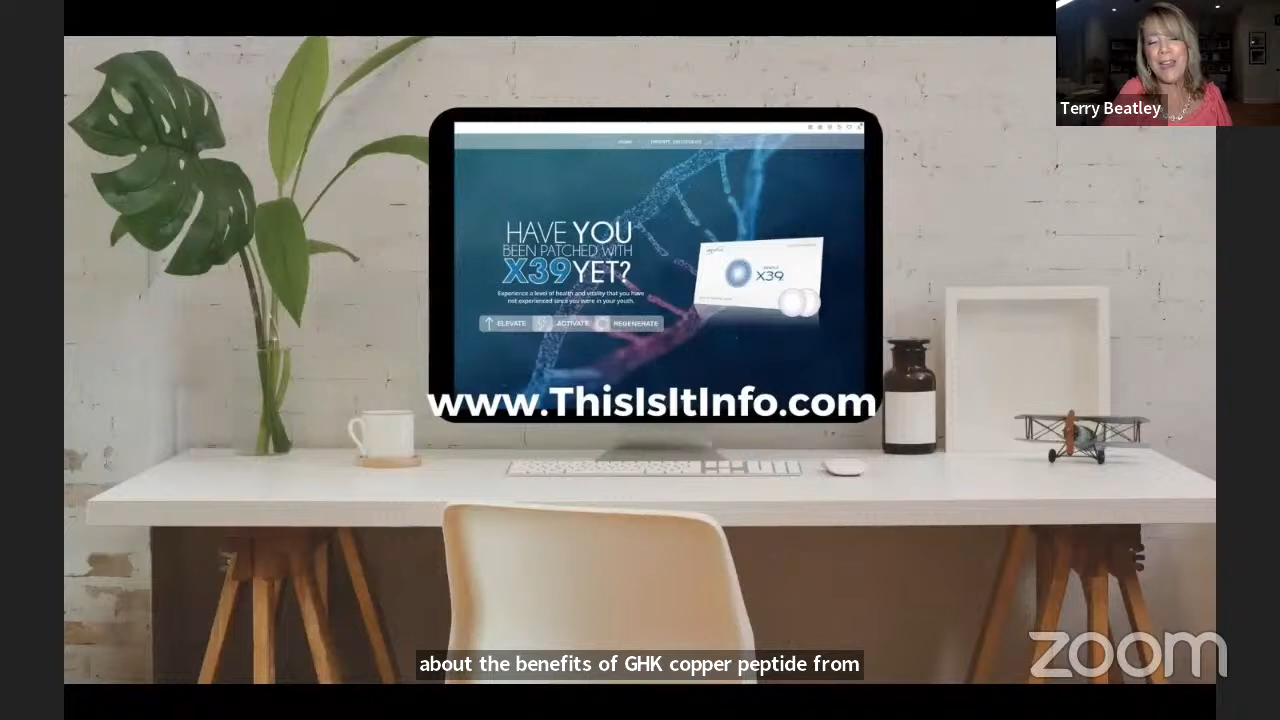 Terry Beatley
HAVE YOU
BEEN PATCHED WITH
X39 YET?
Experience a level of health and vitality that you have
not experienced since you were in your youth.
ELEVATE
ACTIVATE
REGENERATE
X39
www.ThisIsItInfo.com
about the benefits of GHK copper peptide from
zoom